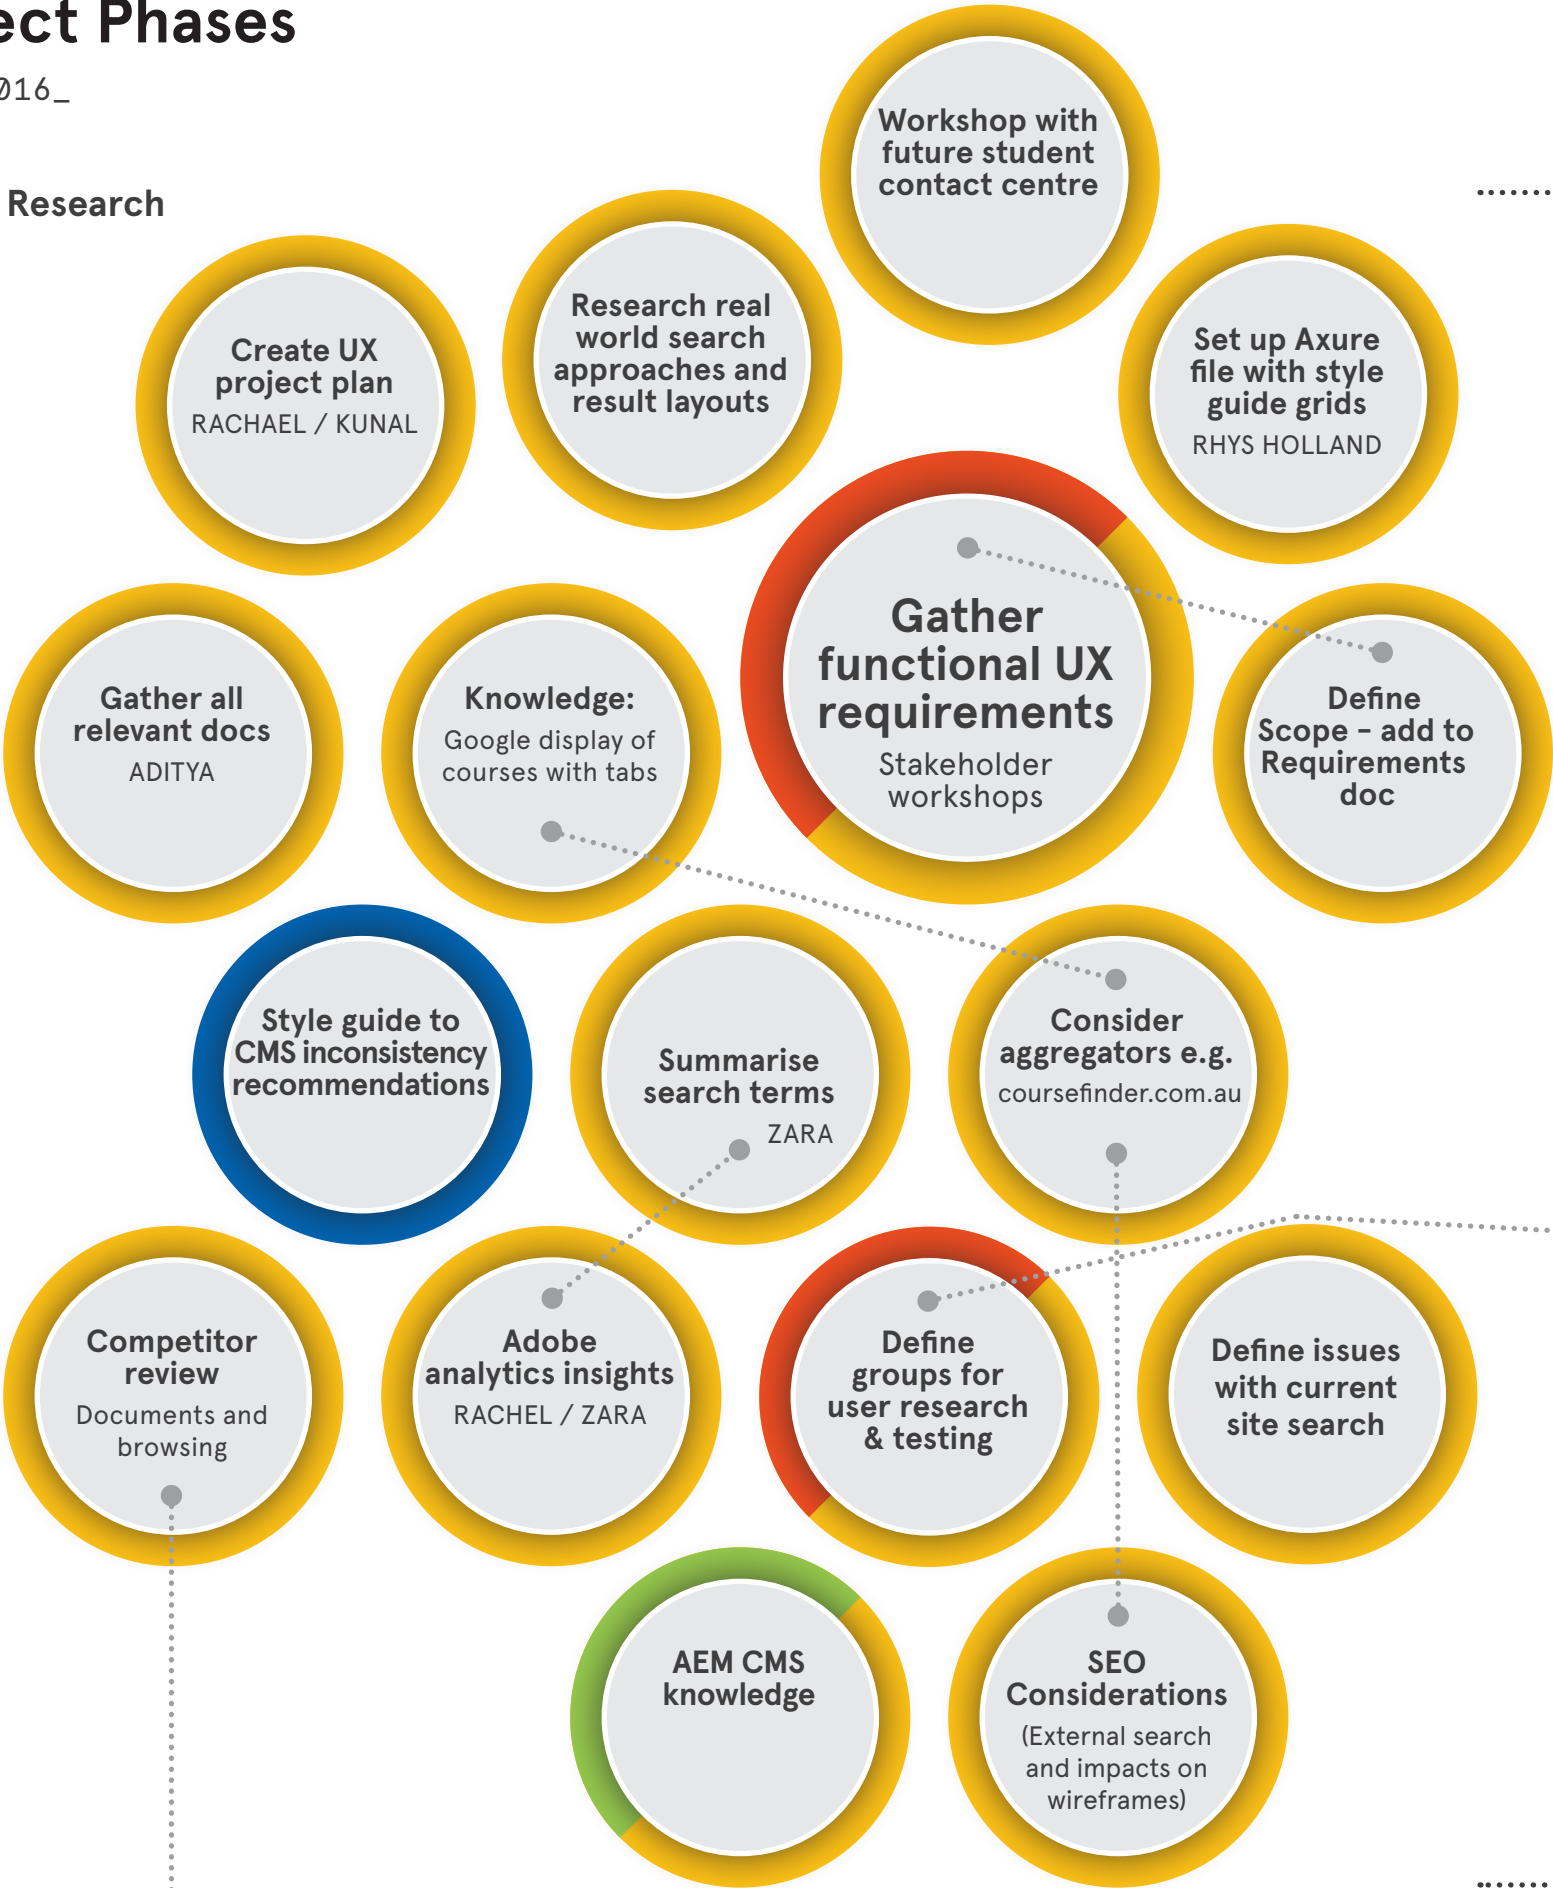 ect Phases
016_
Research
Workshop with
future student
contact centre
Research real
world search
approaches and
result layouts
Create UX
project plan
RACHAEL / KUNAL
Set up Axure
file with style
guide grids
RHYS HOLLAND
Gather
functional UX
requirements
Stakeholder
workshops
Gather all
relevant docs
ADITYA
Knowledge:
Google display of
courses with tabs
Define
Scope – add to
Requirements
doc
Style guide to
CMS inconsistency
recommendations
Summarise
search terms
ZARA
Consider
aggregators e.g.
coursefinder.com.au
Competitor
review
Documents and
browsing
Adobe
analytics insights
RACHEL / ZARA
Define
groups for
user research
& testing
Define issues
with current
site search
AEM CMS
knowledge
SEO
Considerations
(External search
and impacts on
wireframes)